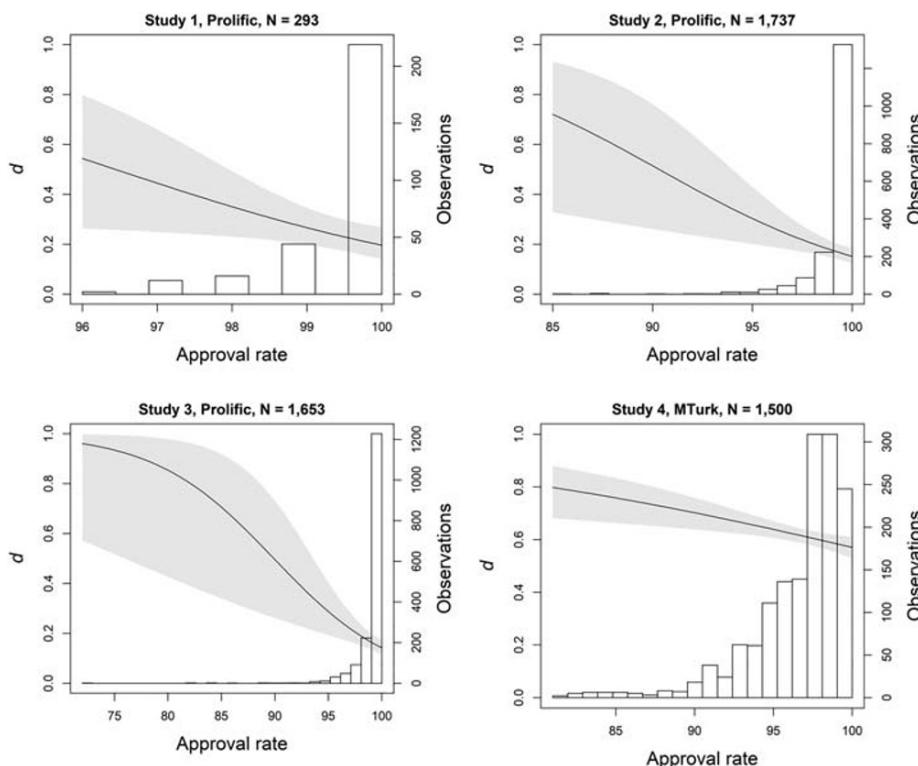 Study 1, Prolific, N = 293
1.0
0.8
0.6
0.4
0.2
0.0
d
200
150
100
50
0
Observations
96 97 98 99 100
Approval rate
Study 2, Prolific, N = 1,737
1.0
0.8
0.6
0.4
0.2
0.0
d
1000
800
600
400
200
0
Observations
85 90 95 100
Approval rate
Study 3, Prolific, N = 1,653
1.0
0.8
0.6
0.4
0.2
0.0
d
1200
1000
800
600
400
200
0
Observations
75 80 85 90 95 100
Approval rate
Study 4, MTurk, N = 1,500
1.0
0.8
0.6
0.4
0.2
0.0
d
300
250
200
150
100
50
0
Observations
85 90 95 100
Approval rate